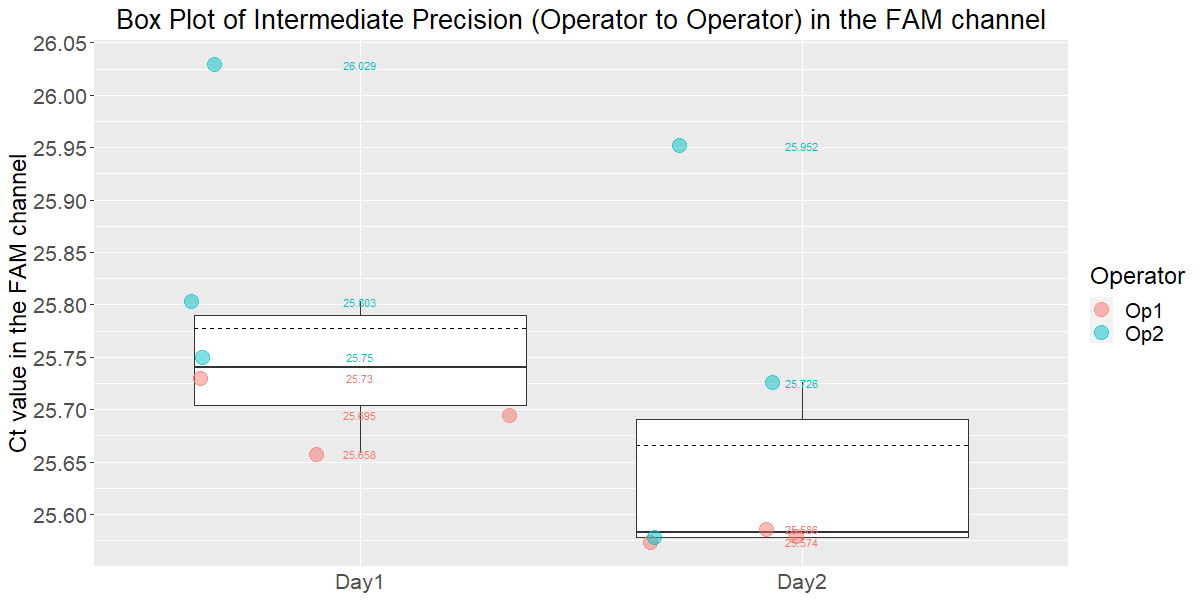 Box Plot of Intermediate Precision (Operator to Operator) in the FAM channel
Ct value in the FAM channel
26.05
26.00
25.95
25.90
25.85
25.80
25.75
25.70
25.65
25.60
26.029
25.803
25.75
25.73
25.695
25.658
25.952
25.726
25.586
25.574
Day1
Day2
Operator
Op1
Op2